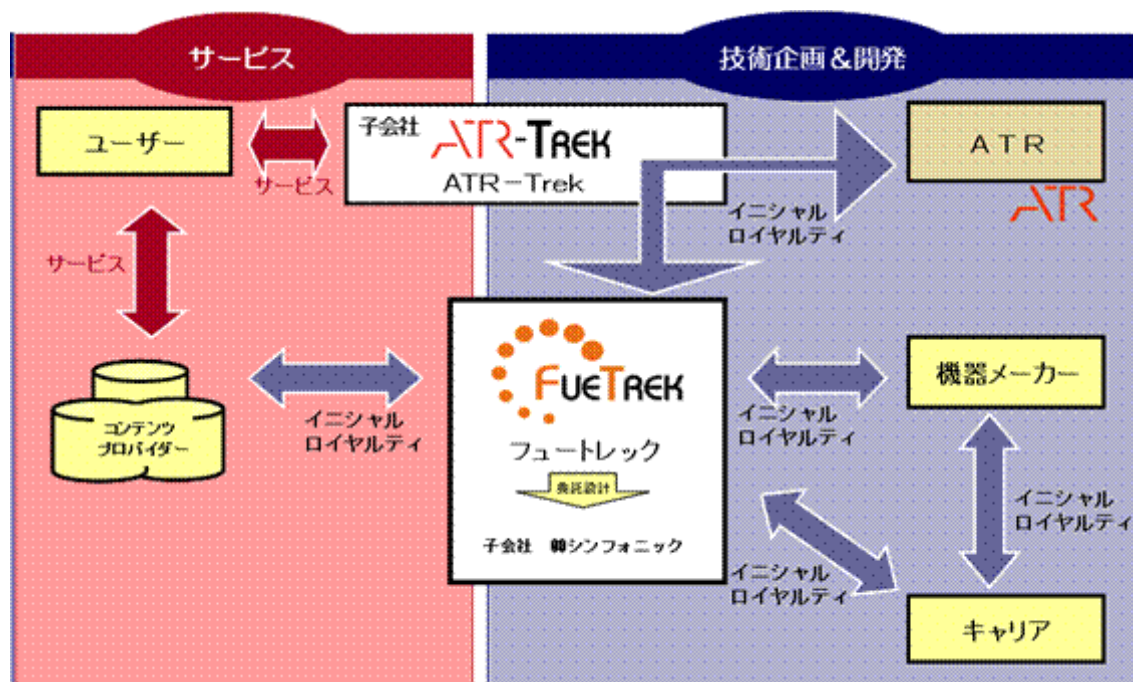 サービス
技術企画&開発
ユーザー
サービス
子会社
ATR-TREK
ATR-Trek
ATR
ATR
イニシャル
ロイヤルティ
サービス
FUETREK
フュートレック
委託設計
子会社 ㈱シンフォニック
コンテンツ
プロバイダー
イニシャル
ロイヤルティ
イニシャル
ロイヤルティ
機器メーカー
イニシャル
ロイヤルティ
イニシャル
ロイヤルティ
キャリア